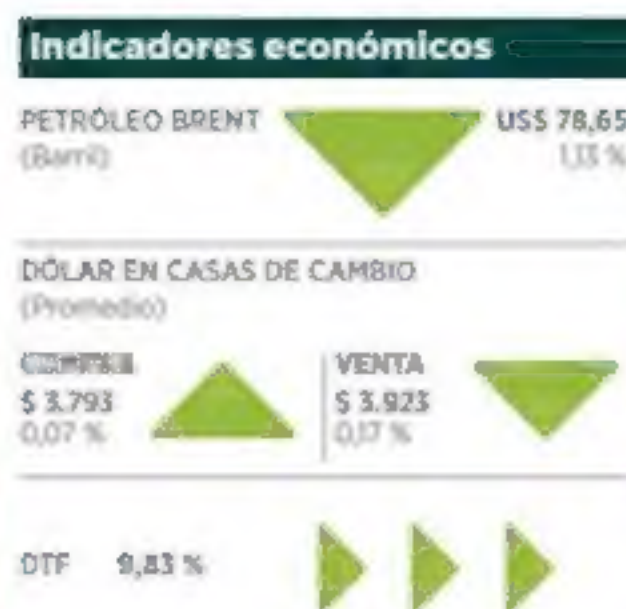 Indicadores económicos
PETRÓLEO BRENT
(Barril)
US$ 78,65
1,13 %
DÓLAR EN CASAS DE CAMBIO
(Promedio)
$ 3.793
0,07 %
VENTA
$ 3.923
0,17 %
DTF 9,83 %